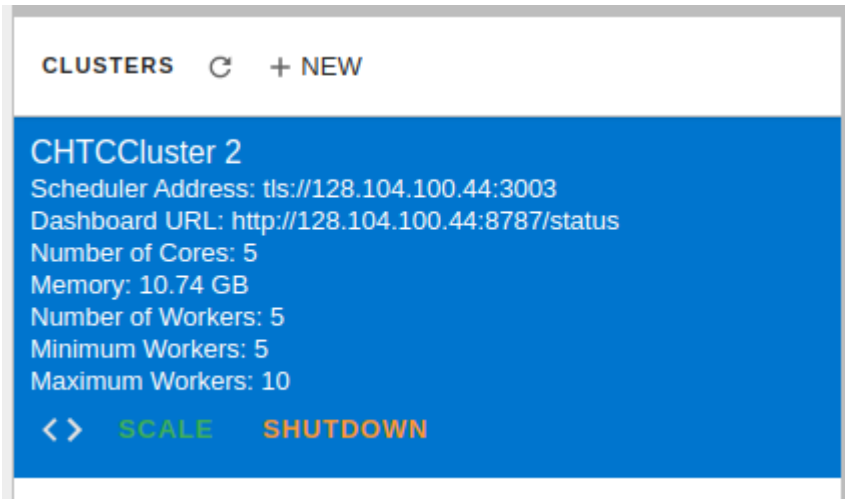 CLUSTERS + NEW
CHTCCluster 2
Scheduler Address: tls://128.104.100.44:3003
Dashboard URL: http://128.104.100.44:8787/status
Number of Cores: 5
Memory: 10.74 GB
Number of Workers: 5
Minimum Workers: 5
Maximum Workers: 10
<> SCALE SHUTDOWN